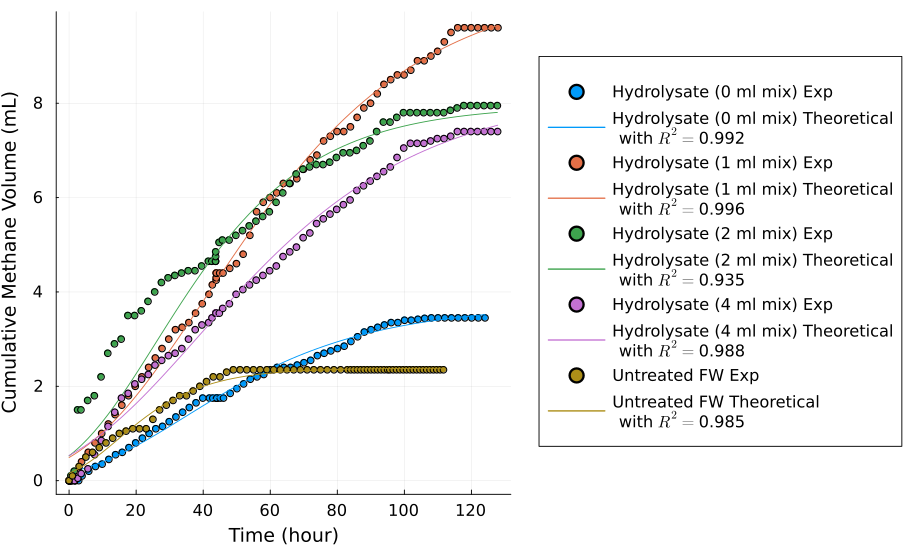 Cumulative Methane Volume (mL)
8
6
4
2
0
0 20 40 60 80 100 120
Time (hour)
Hydrolysate (0 ml mix) Exp
Hydrolysate (0 ml mix) Theoretical
with R² = 0.992
Hydrolysate (1 ml mix) Exp
Hydrolysate (1 ml mix) Theoretical
with R² = 0.996
Hydrolysate (2 ml mix) Exp
Hydrolysate (2 ml mix) Theoretical
with R² = 0.935
Hydrolysate (4 ml mix) Exp
Hydrolysate (4 ml mix) Theoretical
with R² = 0.988
Untreated FW Exp
Untreated FW Theoretical
with R² = 0.985